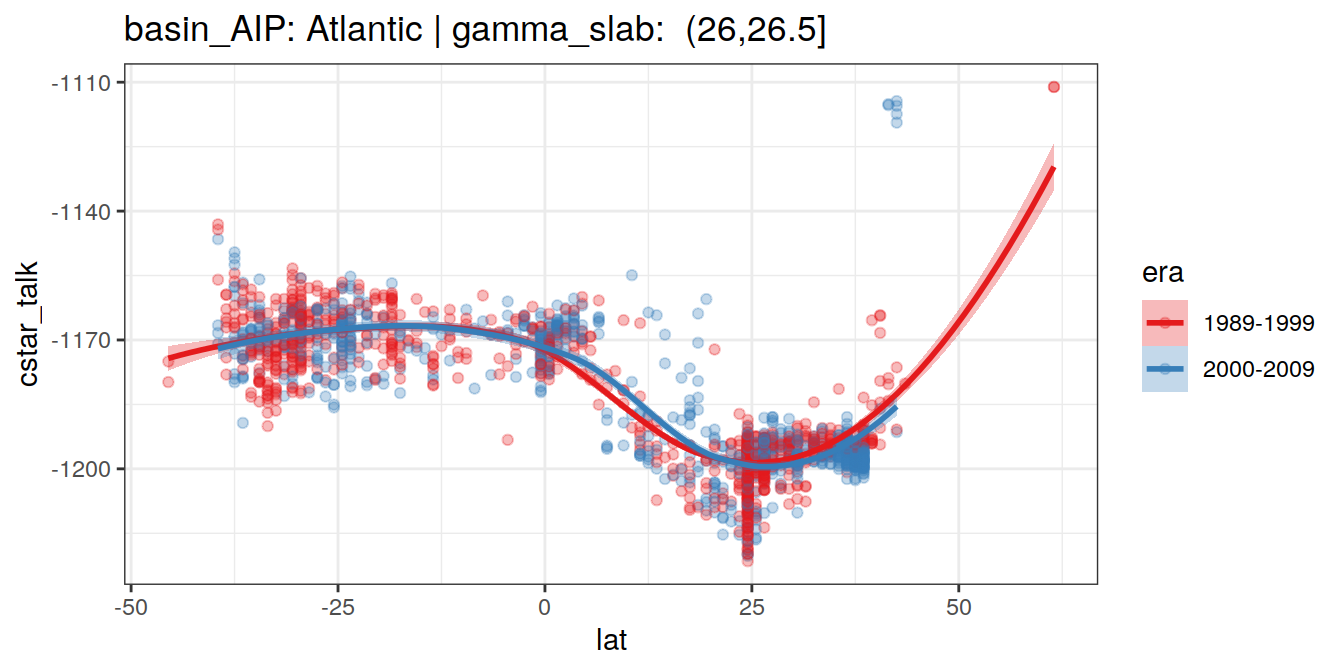 basin_AIP: Atlantic | gamma_slab:  (26,26.5]
-1110
-1140
-1170
-1200
cstar_talk
-50
-25
0
25
50
lat
era
1989-1999
2000-2009